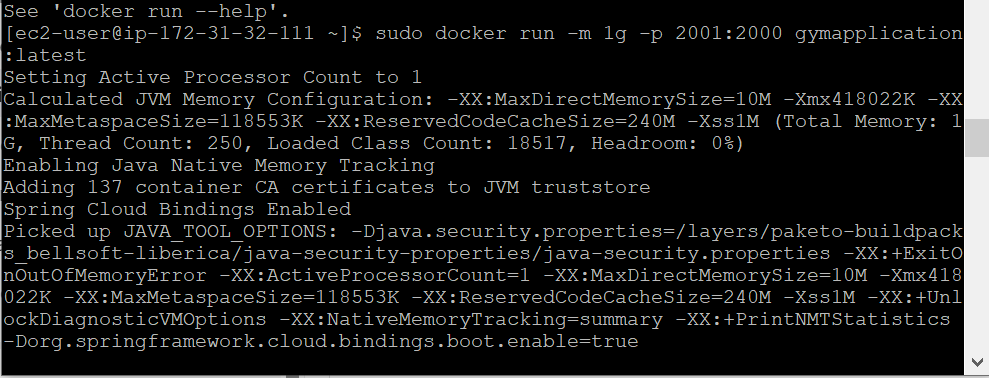 See 'docker run --help'.
[ec2-user@ip-172-31-32-111 ~]$ sudo docker run -m 1g -p 2001:2000 gymapplication
:latest
Setting Active Processor Count to 1
Calculated JVM Memory Configuration: -XX:MaxDirectMemorySize=10M -Xmx418022K -XX
:MaxMetaspaceSize=118553K -XX:ReservedCodeCacheSize=240M -Xss1M (Total Memory: 1
G, Thread Count: 250, Loaded Class Count: 18517, Headroom: 0%)
Enabling Java Native Memory Tracking
Adding 137 container CA certificates to JVM truststore
Spring Cloud Bindings Enabled
Picked up JAVA_TOOL_OPTIONS: -Djava.security.properties=/layers/paketo-buildpack
s_bellsoft-liberica/java-security-properties/java-security.properties -XX:+ExitO
nOutOfMemoryError -XX:ActiveProcessorCount=1 -XX:MaxDirectMemorySize=10M -Xmx418
022K -XX:MaxMetaspaceSize=118553K -XX:ReservedCodeCacheSize=240M -Xss1M -XX:+Unl
ockDiagnosticVMOptions -XX:NativeMemoryTracking=summary -XX:+PrintNMTStatistics
-Dorg.springframework.cloud.bindings.boot.enable=true